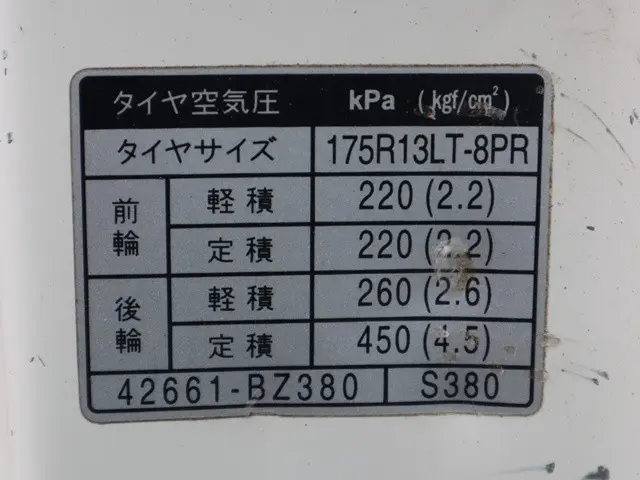 タイヤ空気圧 kPa (kgf/cm²)
タイヤサイズ 175R13LT-8PR
前輪 軽積 220 (2.2)
定積 220 (2.2)
後輪 軽積 260 (2.6)
定積 450 (4.5)
42661-BZ380 S380